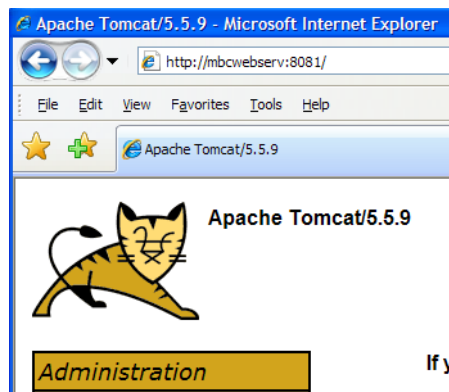 Apache Tomcat/5.5.9 - Microsoft Internet Explorer
http://mbcwebserv:8081/
File Edit View Favorites Tools Help
Apache Tomcat/5.5.9
Apache Tomcat/5.5.9
Administration
If